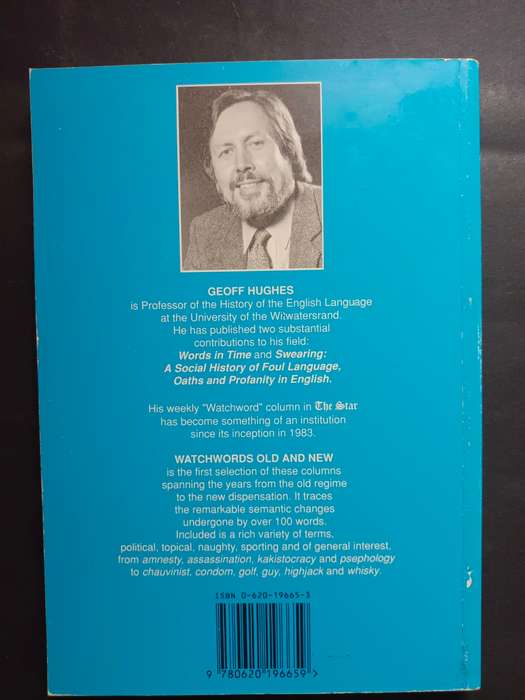 GEOFF HUGHES
is Professor of the History of the English Language
at the University of the Witwatersrand.
He has published two substantial
contributions to his field:
Words in Time and Swearing:
A Social History of Foul Language,
Oaths and Profanity in English.
His weekly "Watchword" column in The Star
has become something of an institution
since its inception in 1983.
WATCHWORDS OLD AND NEW
is the first selection of these columns
spanning the years from the old regime
to the new dispensation. It traces
the remarkable semantic changes
undergone by over 100 words.
Included is a rich variety of terms,
political, topical, naughty, sporting and of general interest,
from amnesty, assassination, kakistocracy and psephology
to chauvinist, condom, golf, guy, highjack and whisky.
ISBN 0-620-19665-3
9 780620 196659 >